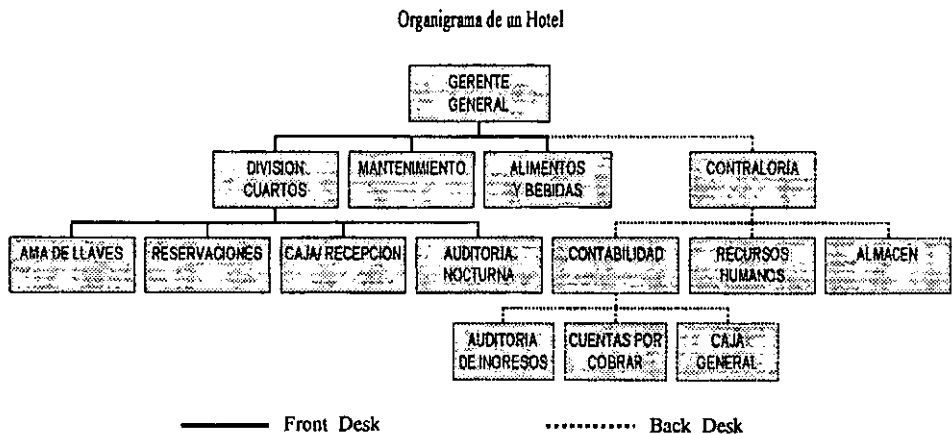 Organigrama de un Hotel
GERENTE
GENERAL
DIVISION
CUARTOS
MANTENIMIENTO
ALIMENTOS
Y BEBIDAS
CONTRALORIA
AMA DE LLAVES
RESERVACIONES
CAJA/ RECEPCION
AUDITORIA
NOCTURNA
CONTABILIDAD
RECURSOS
HUMANOS
ALMACEN
AUDITORIA
DE INGRESOS
CUENTAS POR
COBRAR
CAJA
GENERAL
Front Desk
Back Desk